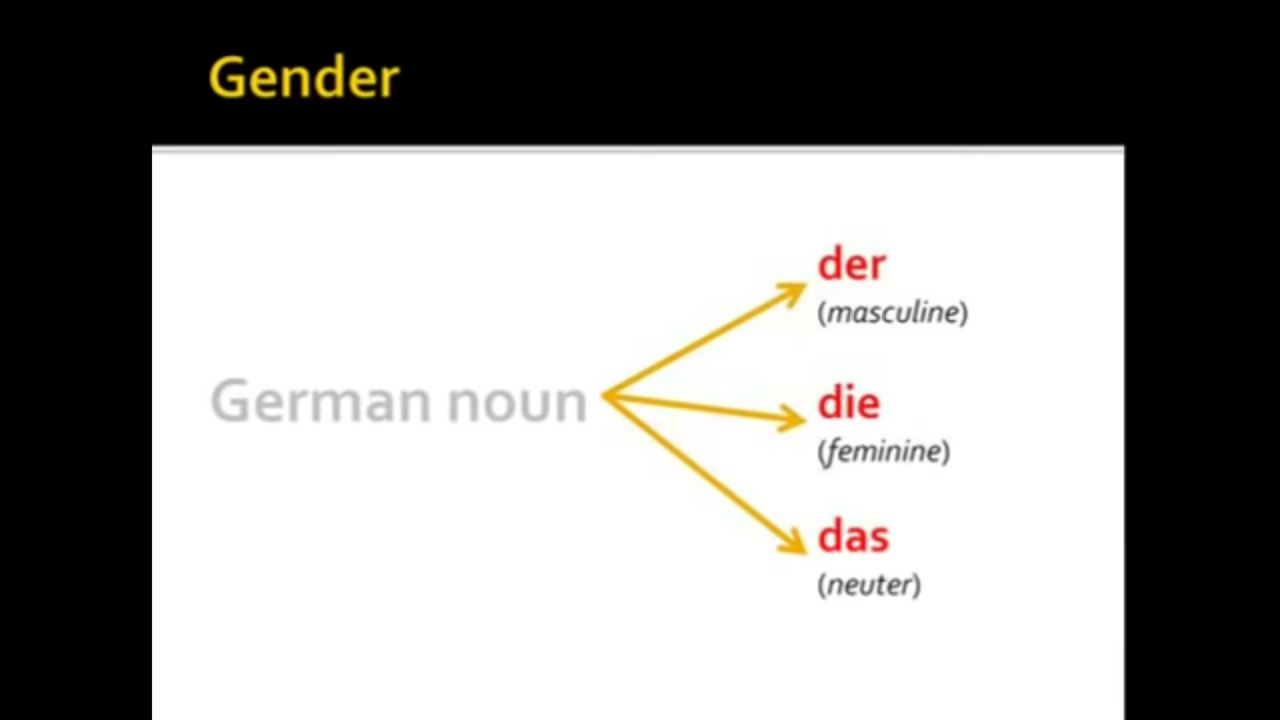 Gender
der
(masculine)
German noun
die
(feminine)
das
(neuter)